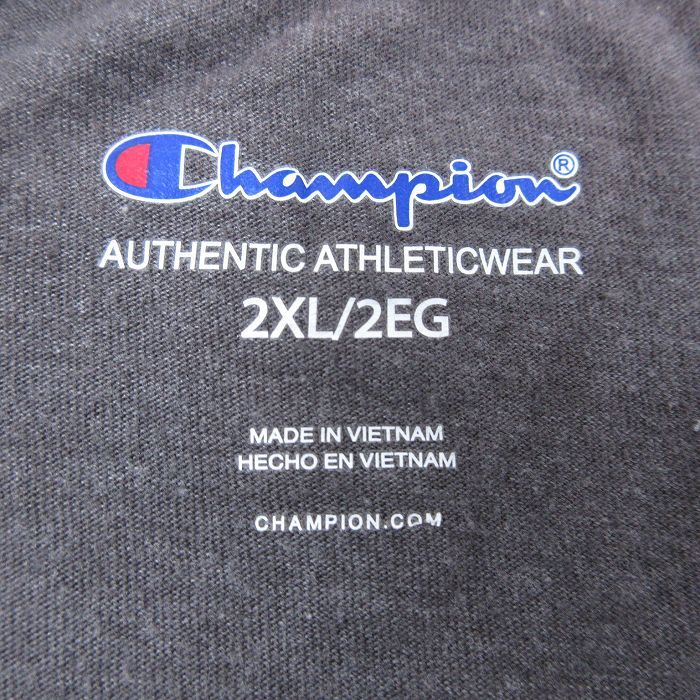 Champion®
AUTHENTIC ATHLETICWEAR
2XL/2EG
MADE IN VIETNAM
HECHO EN VIETNAM
CHAMPION.COM